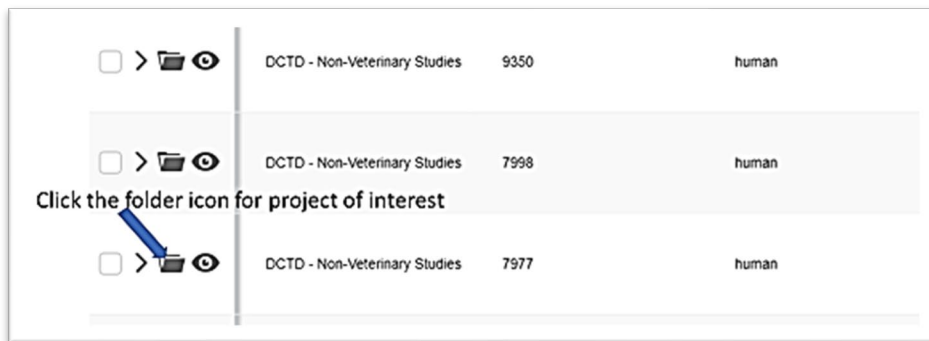 DCTD - Non-Veterinary Studies 9350 human
DCTD - Non-Veterinary Studies 7998 human
Click the folder icon for project of interest
DCTD - Non-Veterinary Studies 7977 human